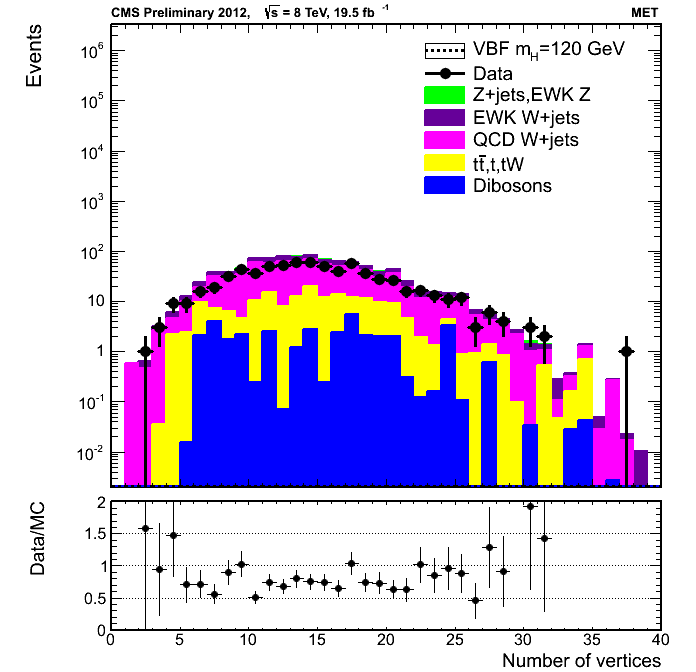 CMS Preliminary 2012, √s = 8 TeV, 19.5 fb⁻¹ MET
Events
10⁶
10⁵
10⁴
10³
10²
10
1
10⁻¹
10⁻²
VBF m_H=120 GeV
Data
Z+jets,EWK Z
EWK W+jets
QCD W+jets
tt̄,t,tW
Dibosons
Data/MC
2
1.5
1
0.5
0
0 5 10 15 20 25 30 35 40
Number of vertices